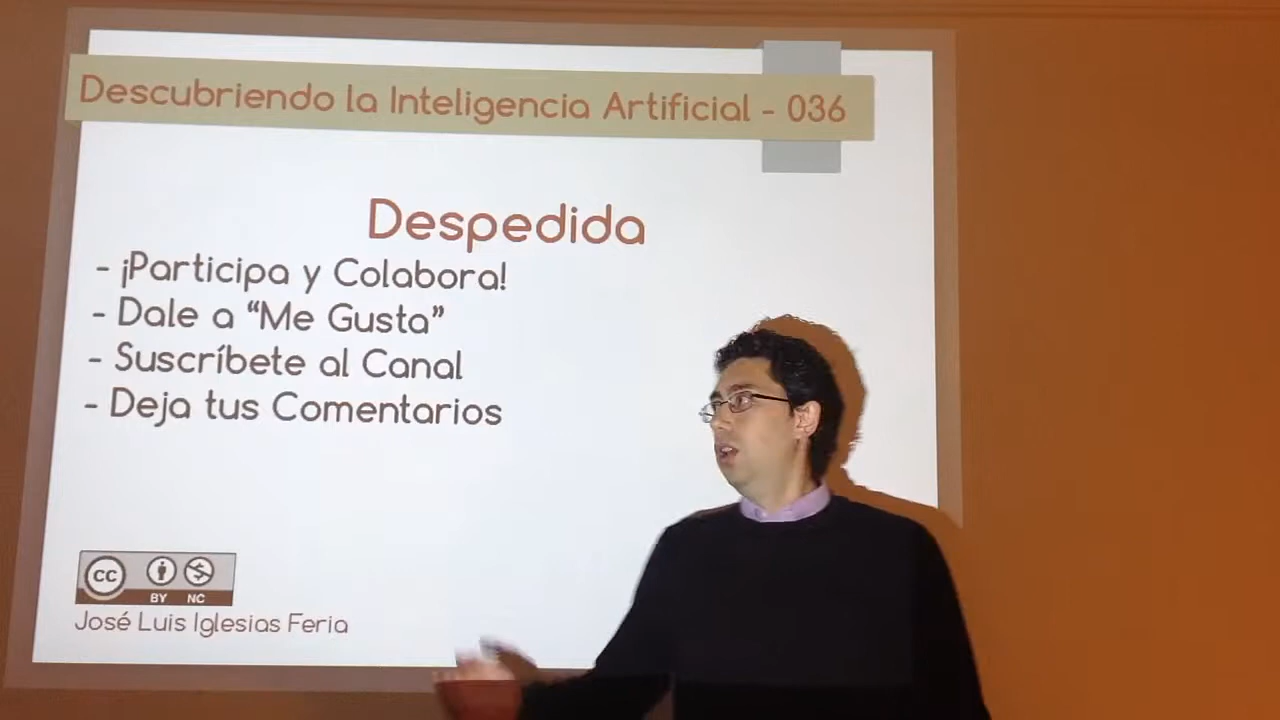 Descubriendo la Inteligencia Artificial - 036
Despedida
- ¡Participa y Colabora!
- Dale a “Me Gusta”
- Suscríbete al Canal
- Deja tus Comentarios
cc
BY NC
José Luis Iglesias Feria